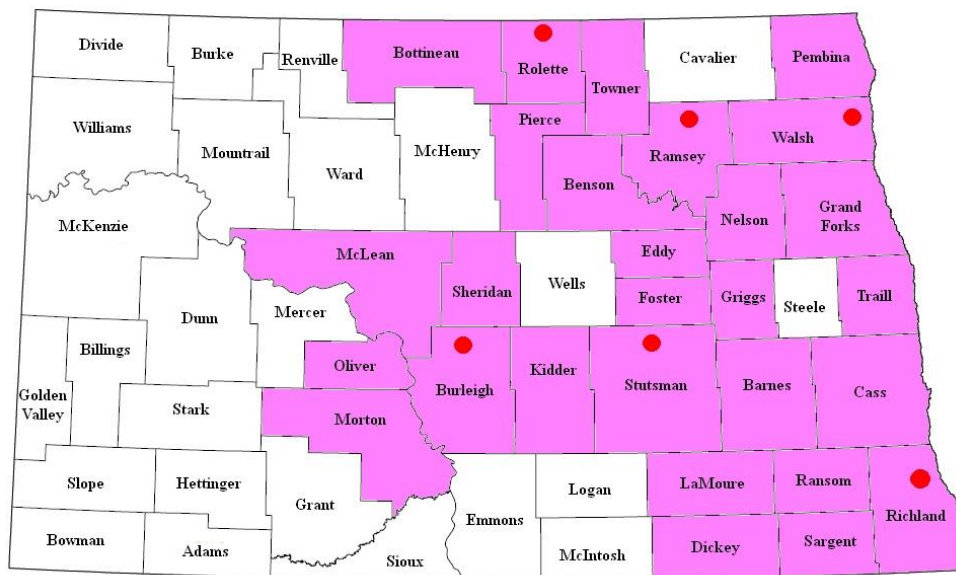 Divide
Burke
Renville
Bottineau
Rolette
Towner
Cavalier
Pembina
Williams
Mountrail
Ward
McHenry
Pierce
Benson
Ramsey
Walsh
McKenzie
Nelson
Grand
Forks
McLean
Sheridan
Wells
Eddy
Foster
Griggs
Steele
Traill
Dunn
Mercer
Oliver
Billings
Golden
Valley
Stark
Morton
Burleigh
Kidder
Stutsman
Barnes
Cass
Slope
Hettinger
Grant
Emmons
Logan
LaMoure
Ransom
Richland
Bowman
Adams
Sioux
McIntosh
Dickey
Sargent